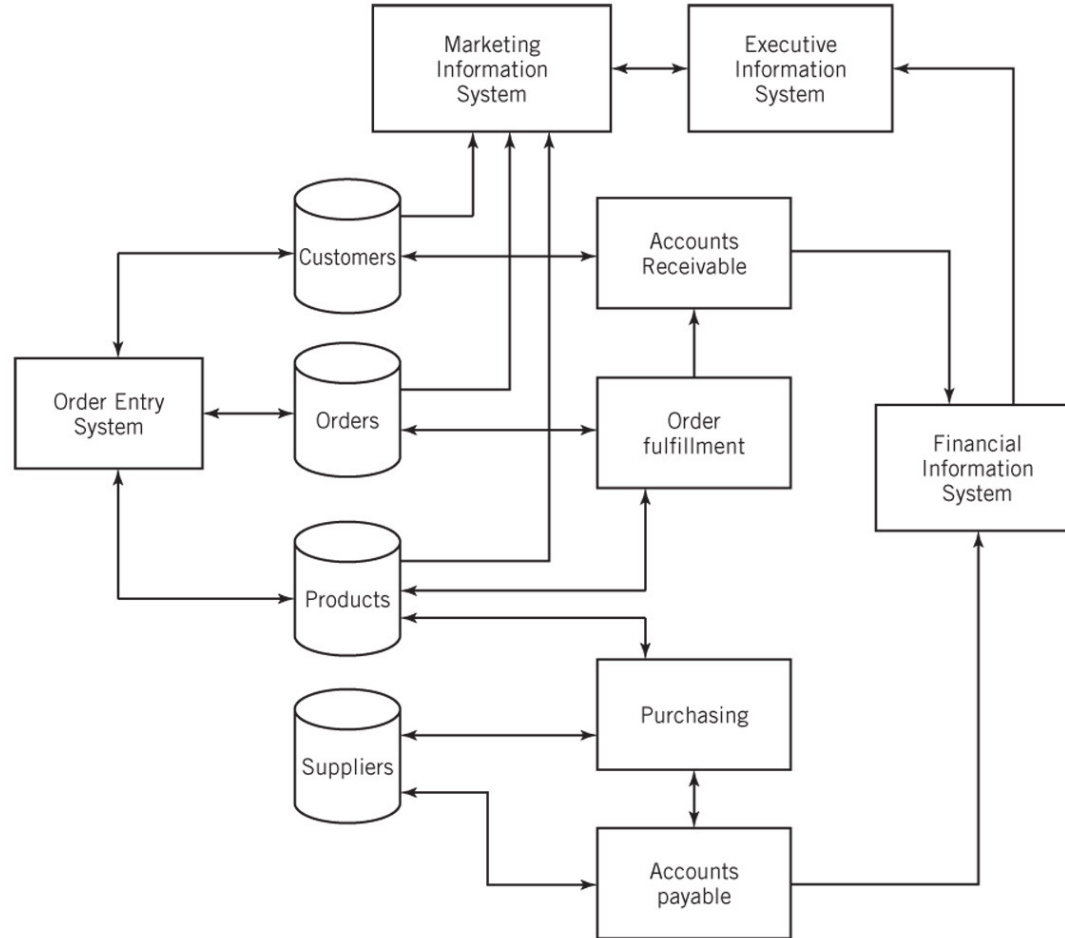 Marketing
Information
System
Executive
Information
System
Customers
Accounts
Receivable
Order Entry
System
Orders
Order
fulfillment
Financial
Information
System
Products
Purchasing
Suppliers
Accounts
payable